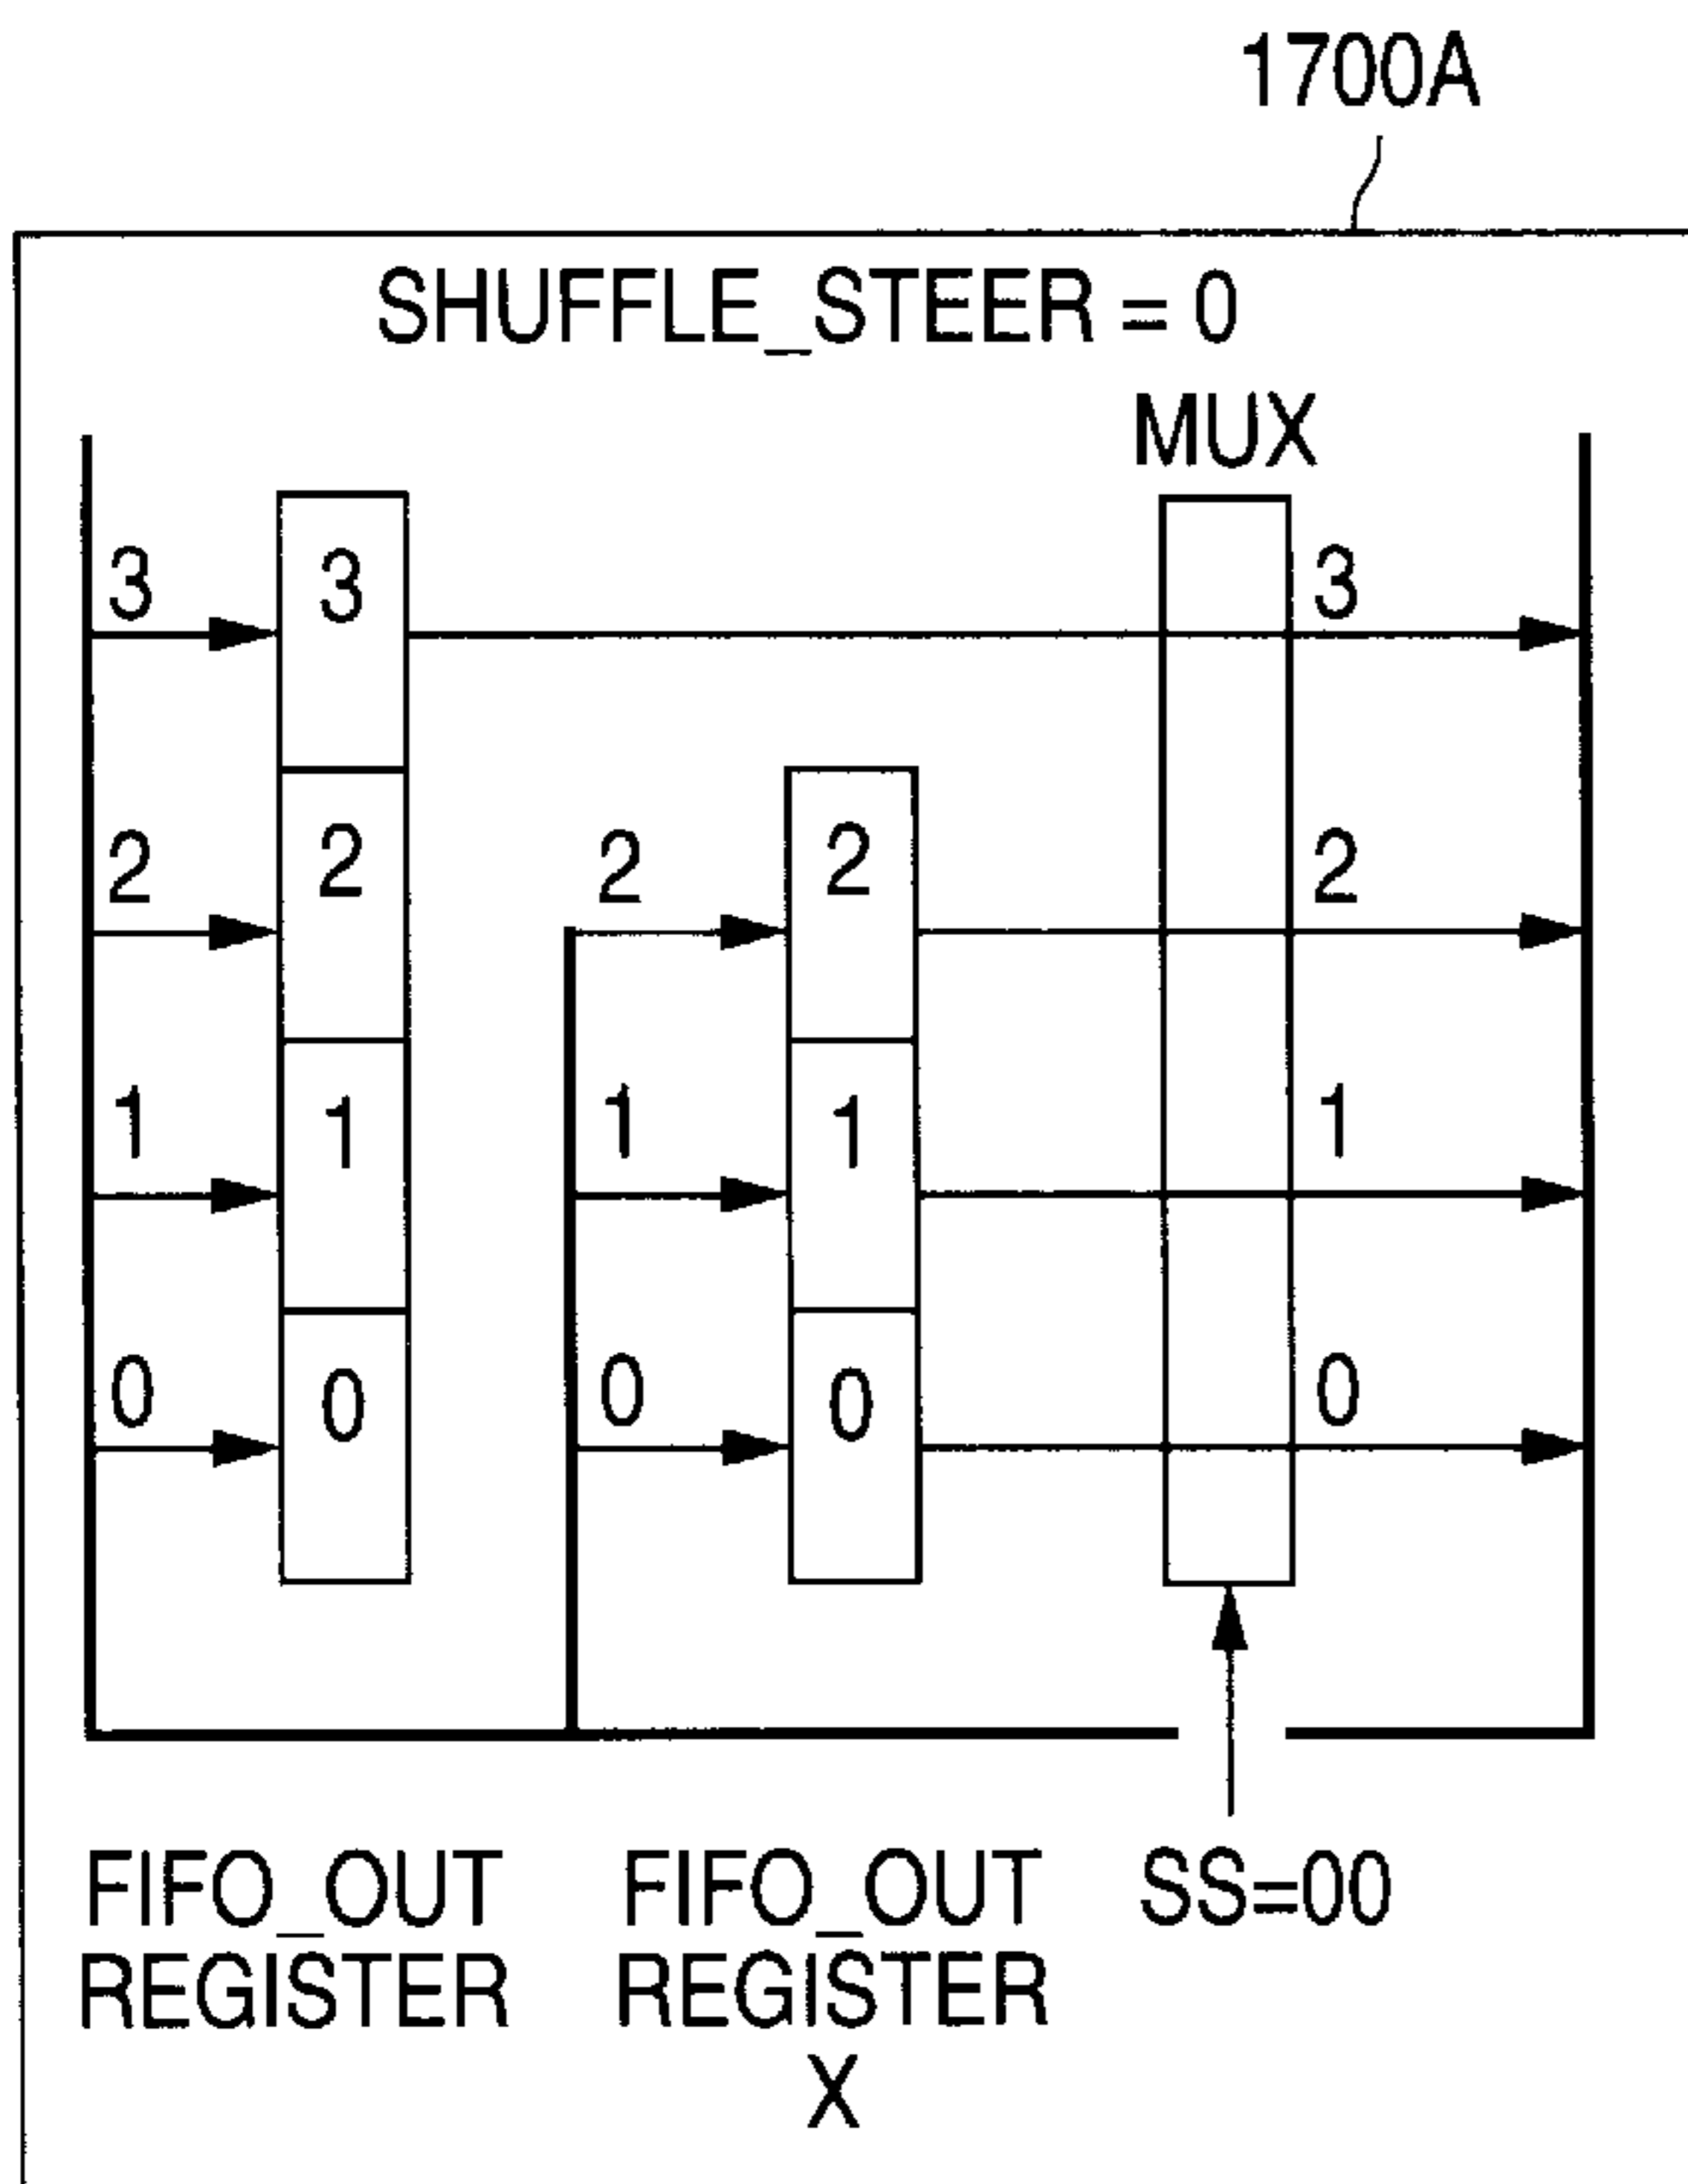 1700A
SHUFFLE_STEER = 0
MUX
3 3 3
2 2 2 2 2
1 1 1 1 1
0 0 0 0 0
FIFO_OUT FIFO_OUT SS=00
REGISTER REGISTER
X